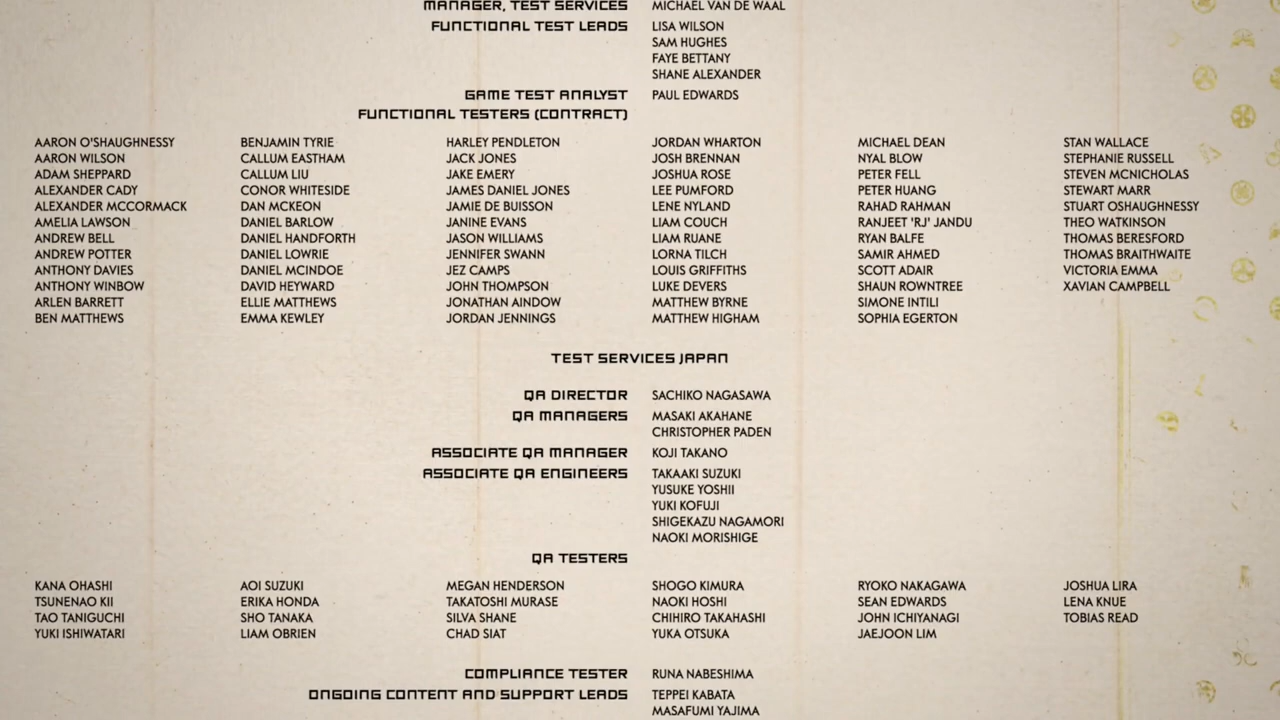 MANAGER, TEST SERVICES MICHAEL VAN DE WAAL
FUNCTIONAL TEST LEADS LISA WILSON
SAM HUGHES
FAYE BETTANY
SHANE ALEXANDER
GAME TEST ANALYST PAUL EDWARDS
FUNCTIONAL TESTERS (CONTRACT)
AARON O'SHAUGHNESSY BENJAMIN TYRIE HARLEY PENDLETON JORDAN WHARTON MICHAEL DEAN STAN WALLACE
AARON WILSON CALLUM EASTHAM JACK JONES JOSH BRENNAN NYAL BLOW STEPHANIE RUSSELL
ADAM SHEPPARD CALLUM LIU JAKE EMERY JOSHUA ROSE PETER FELL STEVEN MCNICHOLAS
ALEXANDER CADY CONOR WHITESIDE JAMES DANIEL JONES LEE PUMFORD PETER HUANG STEWART MARR
ALEXANDER MCCORMACK DAN MCKEON JAMIE DE BUISSON LENE NYLAND RAHAD RAHMAN STUART OSHAUGHNESSY
AMELIA LAWSON DANIEL BARLOW JANINE EVANS LIAM COUCH RANJEET 'RJ' JANDU THEO WATKINSON
ANDREW BELL DANIEL HANDFORTH JASON WILLIAMS LIAM RUANE RYAN BALFE THOMAS BERESFORD
ANDREW POTTER DANIEL LOWRIE JENNIFER SWANN LORNA TILCH SAMIR AHMED THOMAS BRAITHWAITE
ANTHONY DAVIES DANIEL MCINDOE JEZ CAMPS LOUIS GRIFFITHS SCOTT ADAIR VICTORIA EMMA
ANTHONY WINBOW DAVID HEYWARD JOHN THOMPSON LUKE DEVERS SHAUN ROWNTREE XAVIAN CAMPBELL
ARLEN BARRETT ELLIE MATTHEWS JONATHAN AINDOW MATTHEW BYRNE SIMONE INTILI
BEN MATTHEWS EMMA KEWLEY JORDAN JENNINGS MATTHEW HIGHAM SOPHIA EGERTON
TEST SERVICES JAPAN
QA DIRECTOR SACHIKO NAGASAWA
QA MANAGERS MASAKI AKAHANE
CHRISTOPHER PADEN
ASSOCIATE QA MANAGER KOJI TAKANO
ASSOCIATE QA ENGINEERS TAKAAKI SUZUKI
YUSUKE YOSHII
YUKI KOFUJI
SHIGEKAZU NAGAMORI
NAOKI MORISHIGE
QA TESTERS
KANA OHASHI AOI SUZUKI MEGAN HENDERSON SHOGO KIMURA RYOKO NAKAGAWA JOSHUA LIRA
TSUNENAO KII ERIKA HONDA TAKATOSHI MURASE NAOKI HOSHI SEAN EDWARDS LENA KNUE
TAO TANIGUCHI SHO TANAKA SILVA SHANE CHIHIRO TAKAHASHI JOHN ICHIYANAGI TOBIAS READ
YUKI ISHIWATARI LIAM OBRIEN CHAD SIAT YUKA OTSUKA JAEJOON LIM
COMPLIANCE TESTER RUNA NABESHIMA
ONGOING CONTENT AND SUPPORT LEADS TEPPEI KABATA
MASAFUMI YAJIMA